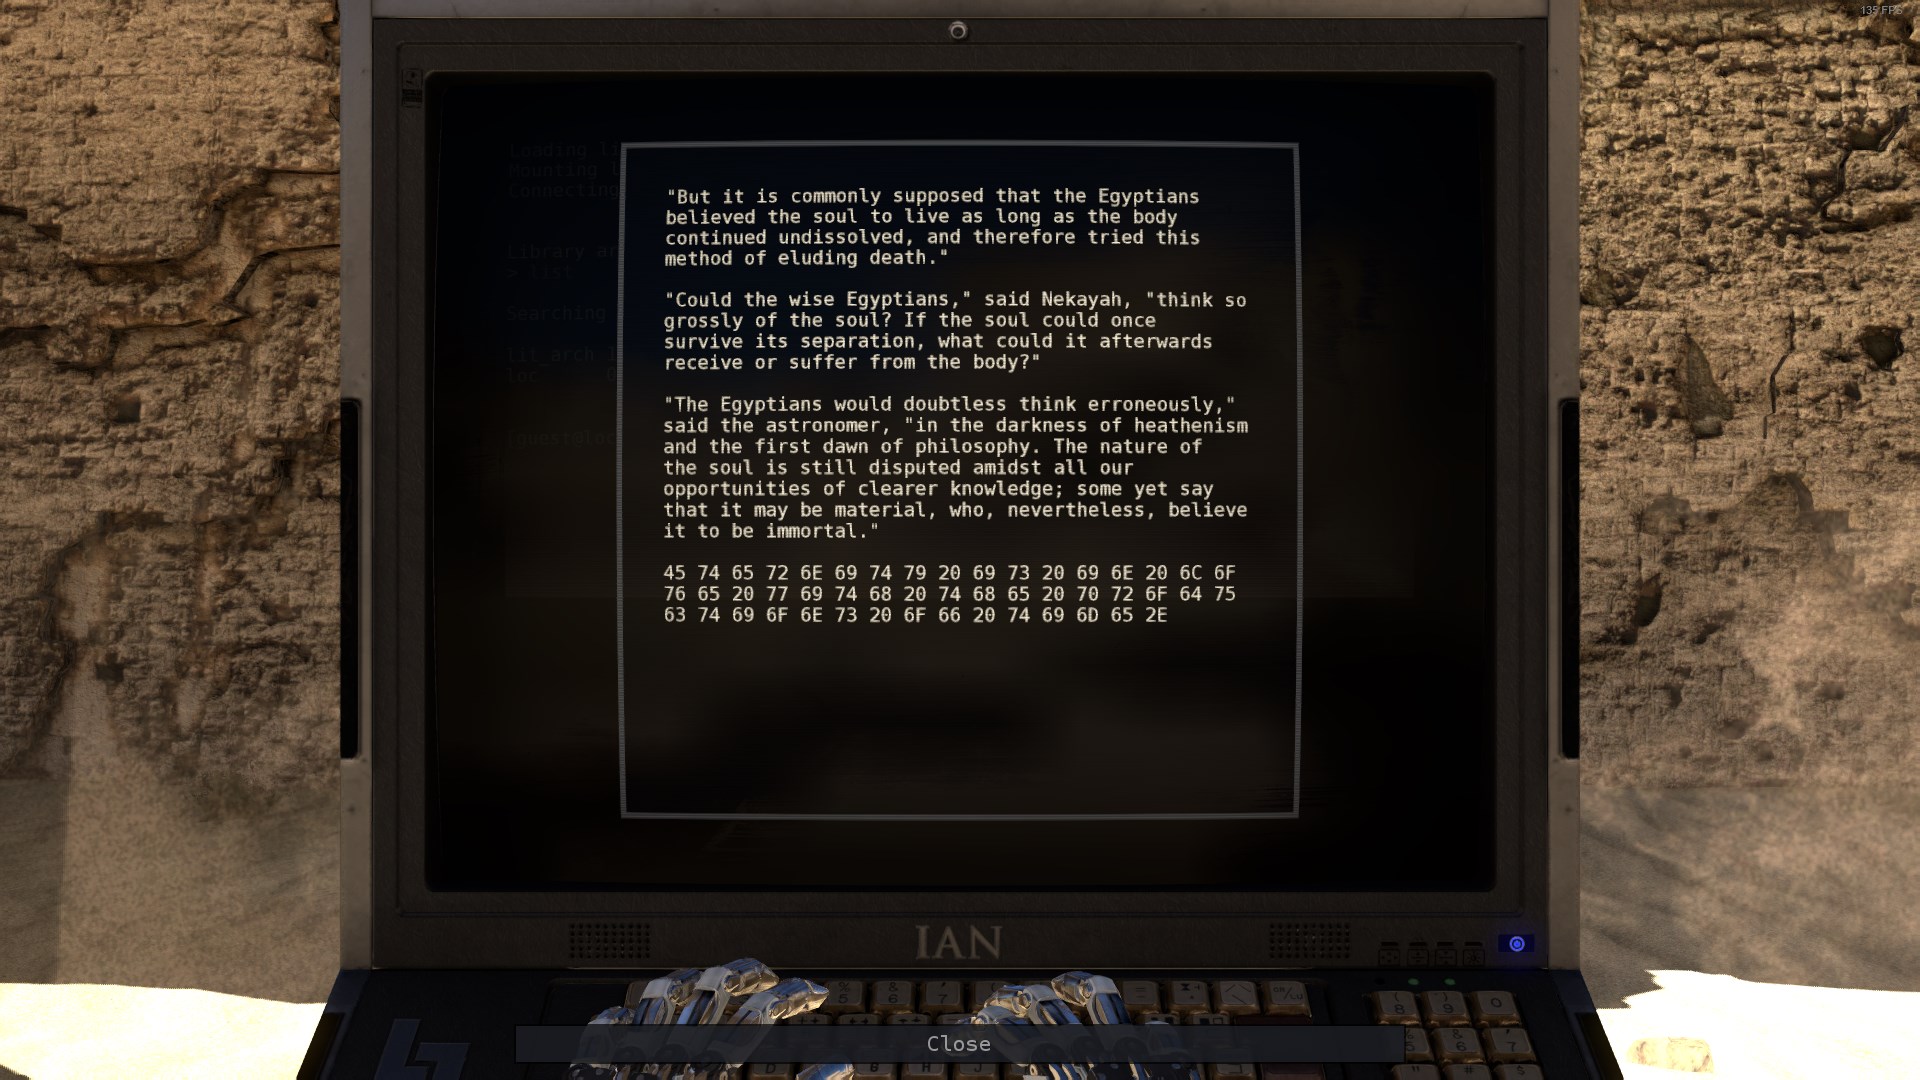 135 FPS
Loading li
Mounting
Connecting
"But it is commonly supposed that the Egyptians
believed the soul to live as long as the body
continued undissolved, and therefore tried this
method of eluding death."
Library ar
> list
"Could the wise Egyptians," said Nekayah, "think so
grossly of the soul? If the soul could once
survive its separation, what could it afterwards
receive or suffer from the body?"
Searching
"The Egyptians would doubtless think erroneously,"
said the astronomer, "in the darkness of heathenism
and the first dawn of philosophy. The nature of
the soul is still disputed amidst all our
opportunities of clearer knowledge; some yet say
that it may be material, who, nevertheless, believe
it to be immortal."
45 74 65 72 6E 69 74 79 20 69 73 20 69 6E 20 6C 6F
76 65 20 77 69 74 68 20 74 68 65 20 70 72 6F 64 75
63 74 69 6F 6E 73 20 6F 66 20 74 69 6D 65 2E
IAN
Close